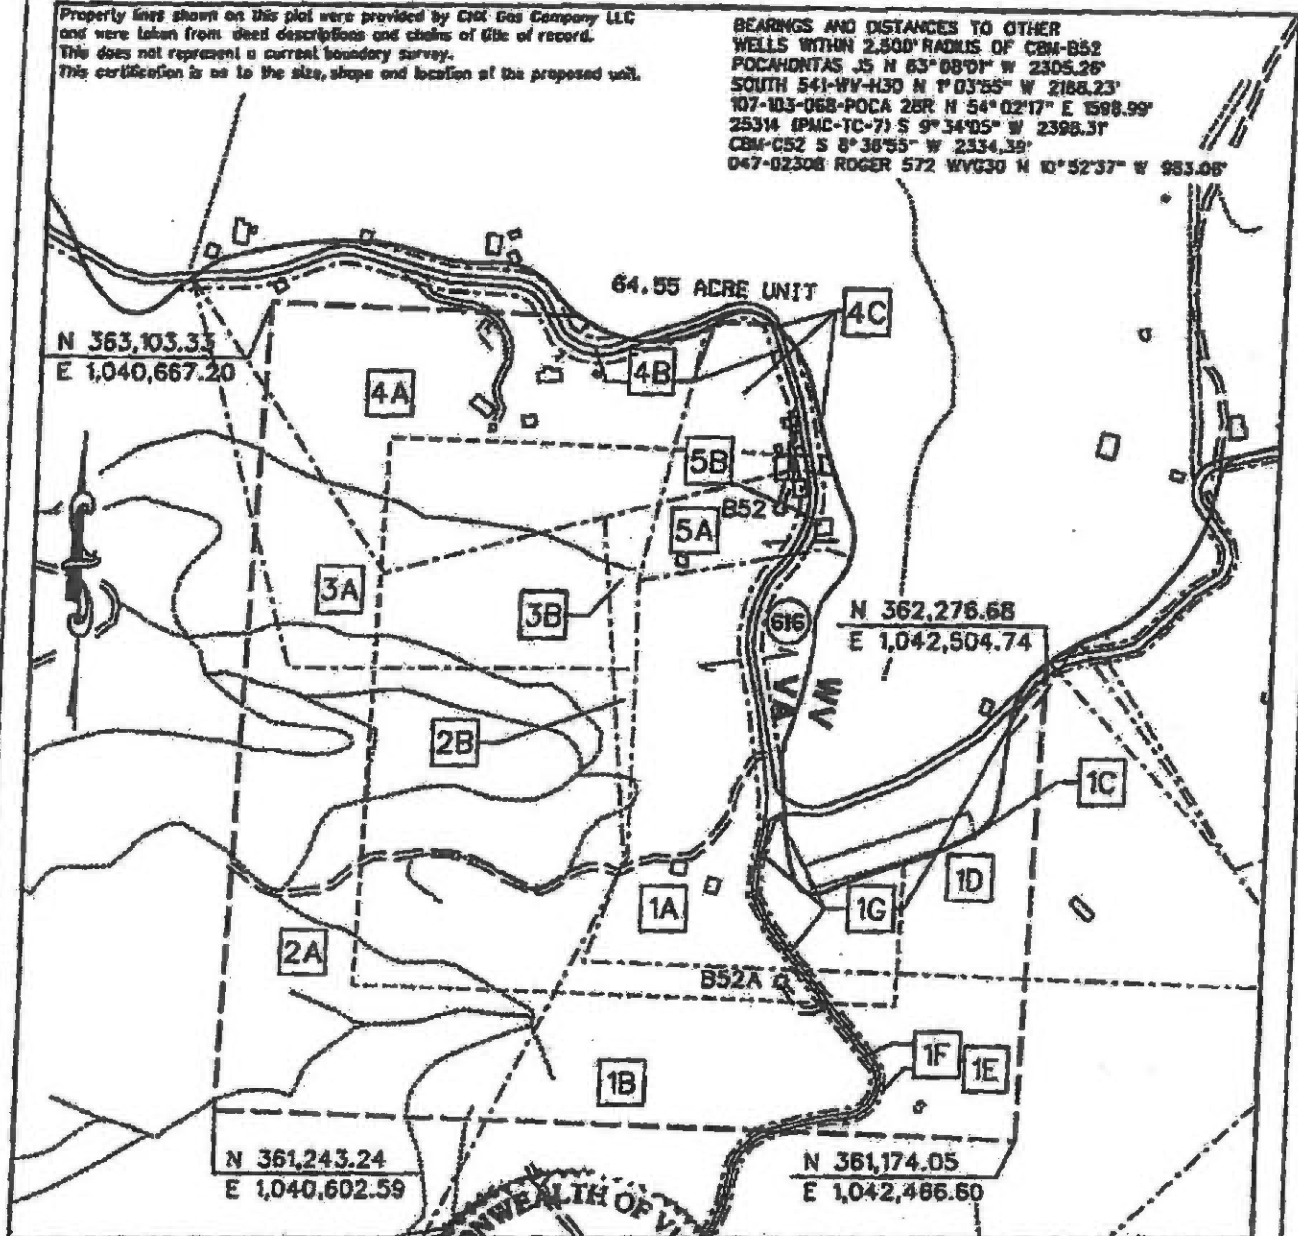 Property lines shown on this plat were provided by CNX Gas Company LLC
and were taken from deed descriptions and chains of title of record.
This does not represent a current boundary survey.
This certification is as to the size, shape and location of the proposed unit.
BEARINGS AND DISTANCES TO OTHER
WELLS WITHIN 2,500' RADIUS OF CBM-B52
POCAHONTAS J5 N 63°08'01" W 2305.26'
SOUTH 541-WV-H30 N 1°03'55" W 2188.23'
107-103-068-POCA 28R N 54°02'17" E 1598.99'
25314 (PMC-TC-7) S 9°34'05" W 2398.31'
CBM-C52 S 8°38'55" W 2334.39'
047-02308 ROGER 572 WVG30 N 10°52'37" W 953.06'
64.55 ACRE UNIT
4C
N 363,103.33
E 1,040,667.20
4A
4B
5B
B52
5A
3A
3B
616
N 362,276.68
E 1,042,504.74
VA
WV
2B
1C
1D
1A
1G
2A
B52A
1F
1E
1B
N 361,243.24
E 1,040,602.59
N 361,174.05
E 1,042,466.60
NWEALTH OF V